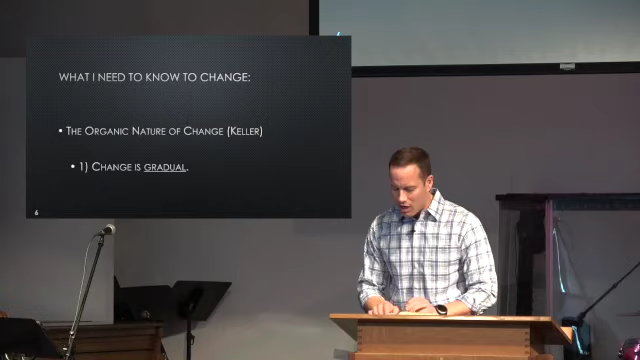 WHAT I NEED TO KNOW TO CHANGE:
• THE ORGANIC NATURE OF CHANGE (KELLER)
• 1) CHANGE IS GRADUAL.
6